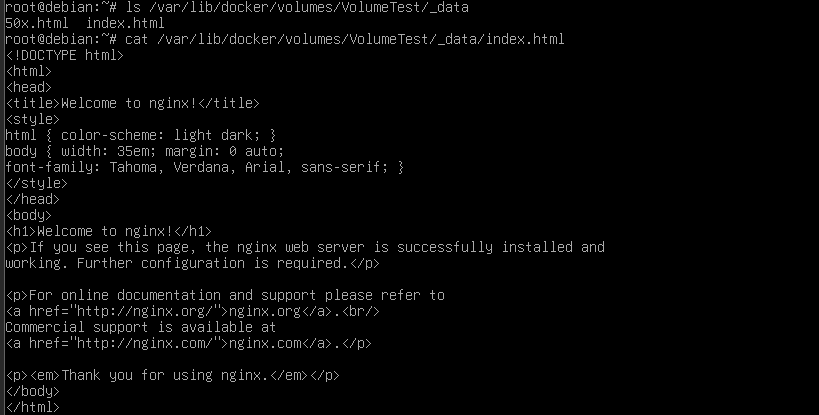 root@debian:~# ls /var/lib/docker/volumes/VolumeTest/_data
50x.html  index.html
root@debian:~# cat /var/lib/docker/volumes/VolumeTest/_data/index.html
<!DOCTYPE html>
<html>
<head>
<title>Welcome to nginx!</title>
<style>
html { color-scheme: light dark; }
body { width: 35em; margin: 0 auto;
font-family: Tahoma, Verdana, Arial, sans-serif; }
</style>
</head>
<body>
<h1>Welcome to nginx!</h1>
<p>If you see this page, the nginx web server is successfully installed and
working. Further configuration is required.</p>

<p>For online documentation and support please refer to
<a href="http://nginx.org/">nginx.org</a>.<br/>
Commercial support is available at
<a href="http://nginx.com/">nginx.com</a>.</p>

<p><em>Thank you for using nginx.</em></p>
</body>
</html>